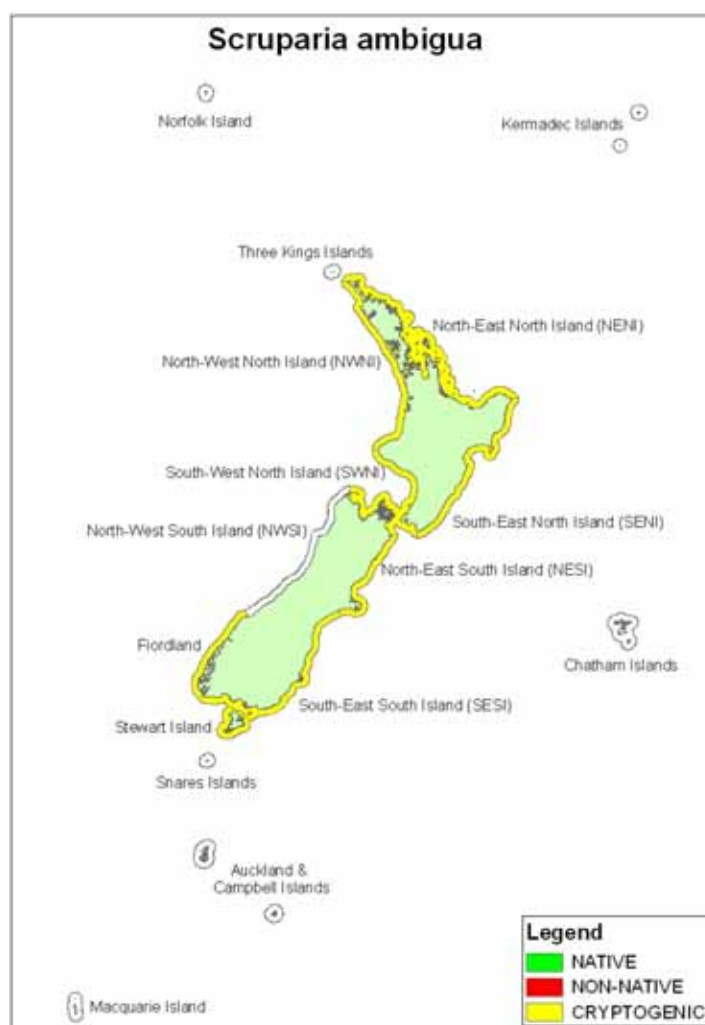 Scruparia ambigua
Norfolk Island
Kermadec Islands
Three Kings Islands
North-East North Island (NENI)
North-West North Island (NWNI)
South-West North Island (SWNI)
North-West South Island (NWSI)
South-East North Island (SENI)
North-East South Island (NESI)
Fiordland
Chatham Islands
South-East South Island (SESI)
Stewart Island
Snares Islands
Auckland &
Campbell Islands
Macquarie Island
Legend
NATIVE
NON-NATIVE
CRYPTOGENIC